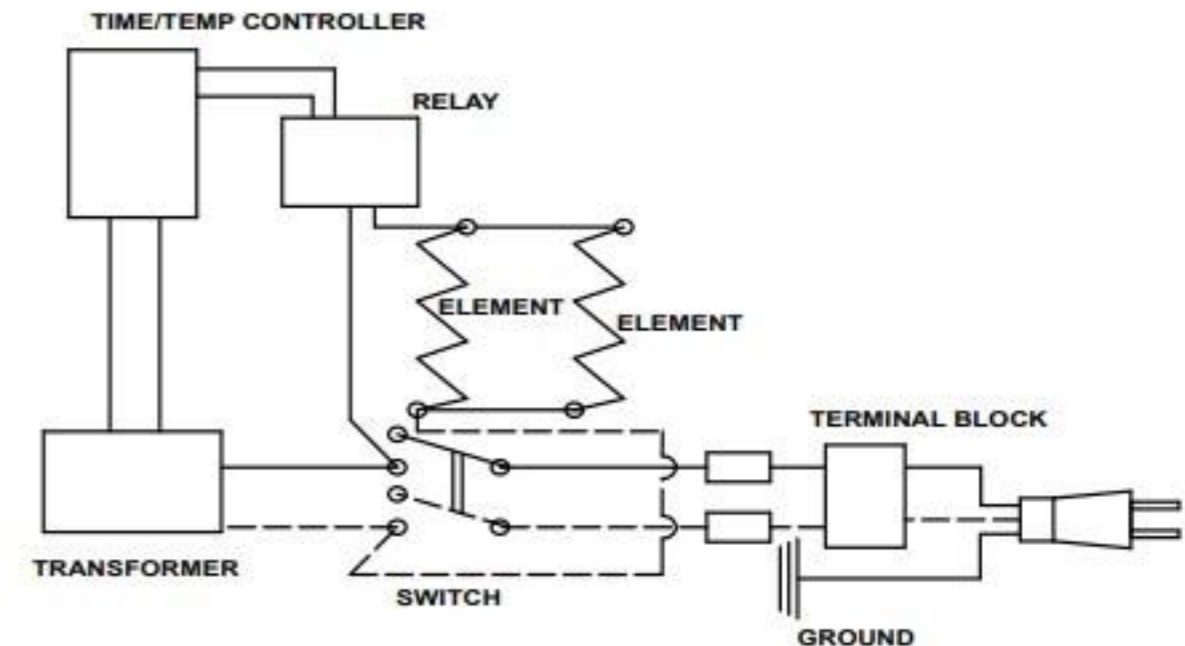 TIME/TEMP CONTROLLER
RELAY
ELEMENT
ELEMENT
TERMINAL BLOCK
TRANSFORMER
SWITCH
GROUND